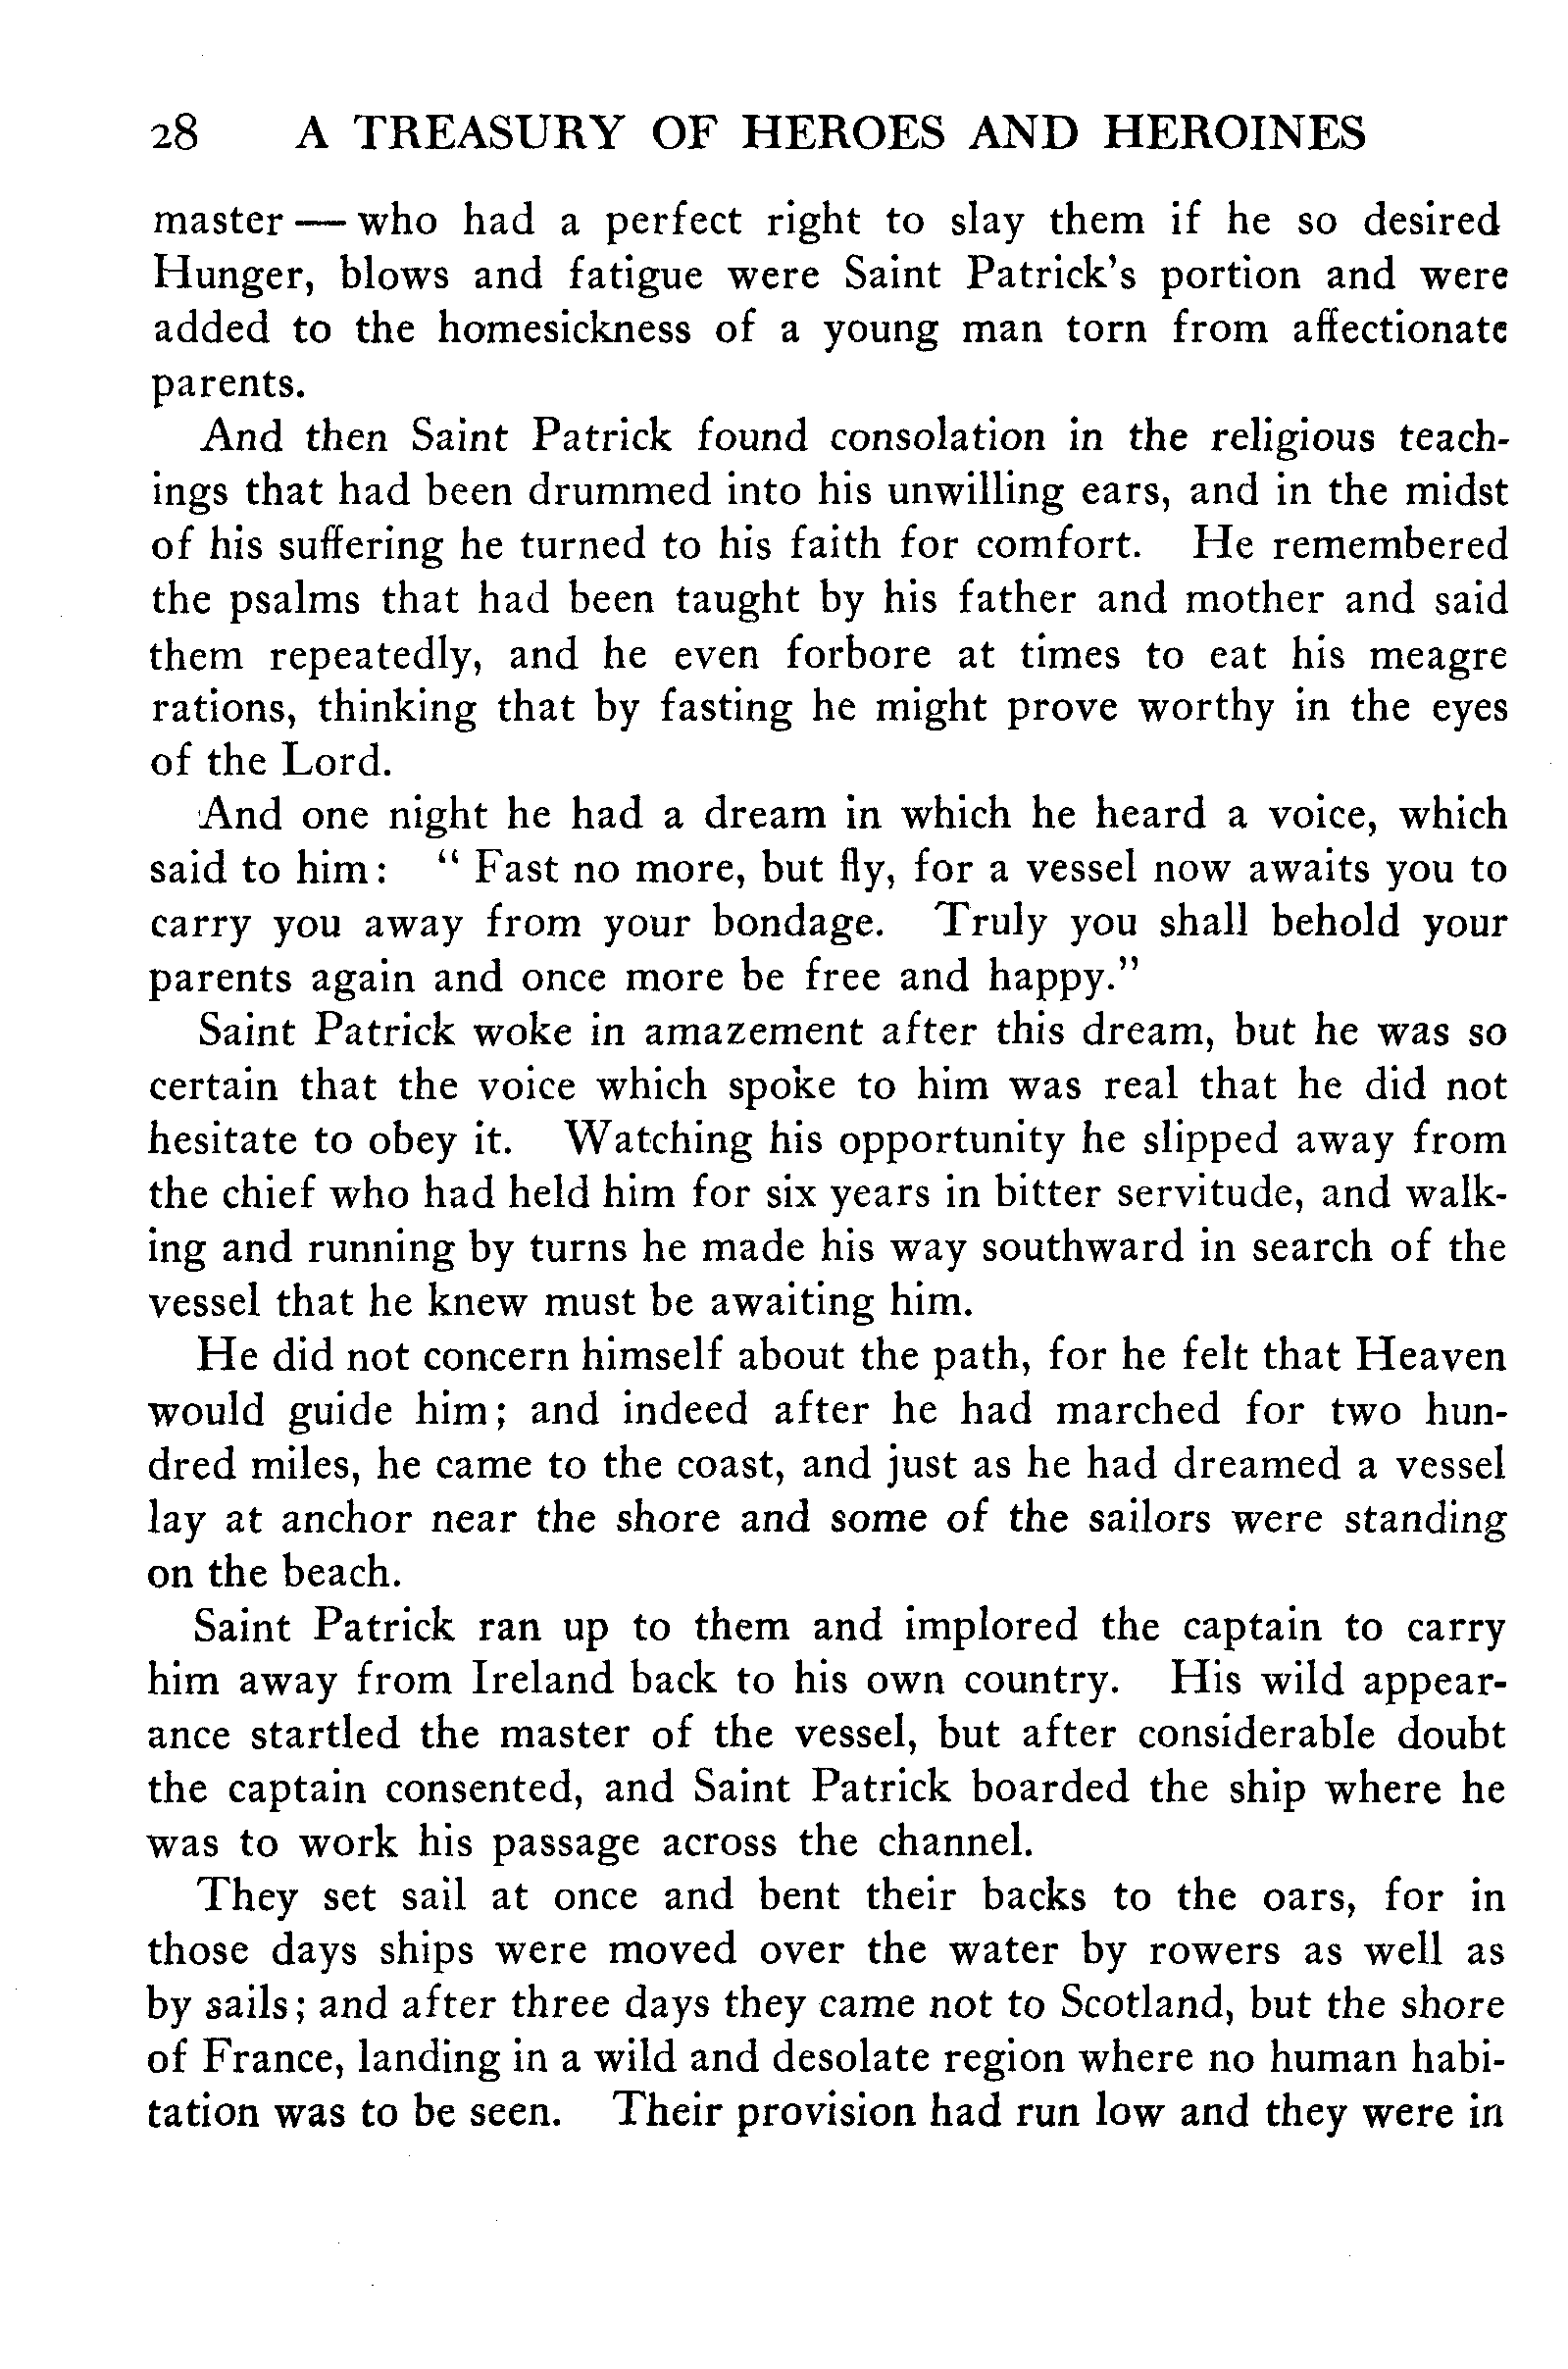 28 A TREASURY OF HEROES AND HEROINES
master — who had a perfect right to slay them if he so desired
Hunger, blows and fatigue were Saint Patrick's portion and were
added to the homesickness of a young man torn from affectionate
parents.
And then Saint Patrick found consolation in the religious teach-
ings that had been drummed into his unwilling ears, and in the midst
of his suffering he turned to his faith for comfort. He remembered
the psalms that had been taught by his father and mother and said
them repeatedly, and he even forbore at times to eat his meagre
rations, thinking that by fasting he might prove worthy in the eyes
of the Lord.
And one night he had a dream in which he heard a voice, which
said to him: "Fast no more, but fly, for a vessel now awaits you to
carry you away from your bondage. Truly you shall behold your
parents again and once more be free and happy."
Saint Patrick woke in amazement after this dream, but he was so
certain that the voice which spoke to him was real that he did not
hesitate to obey it. Watching his opportunity he slipped away from
the chief who had held him for six years in bitter servitude, and walk-
ing and running by turns he made his way southward in search of the
vessel that he knew must be awaiting him.
He did not concern himself about the path, for he felt that Heaven
would guide him; and indeed after he had marched for two hun-
dred miles, he came to the coast, and just as he had dreamed a vessel
lay at anchor near the shore and some of the sailors were standing
on the beach.
Saint Patrick ran up to them and implored the captain to carry
him away from Ireland back to his own country. His wild appear-
ance startled the master of the vessel, but after considerable doubt
the captain consented, and Saint Patrick boarded the ship where he
was to work his passage across the channel.
They set sail at once and bent their backs to the oars, for in
those days ships were moved over the water by rowers as well as
by sails; and after three days they came not to Scotland, but the shore
of France, landing in a wild and desolate region where no human habi-
tation was to be seen. Their provision had run low and they were in